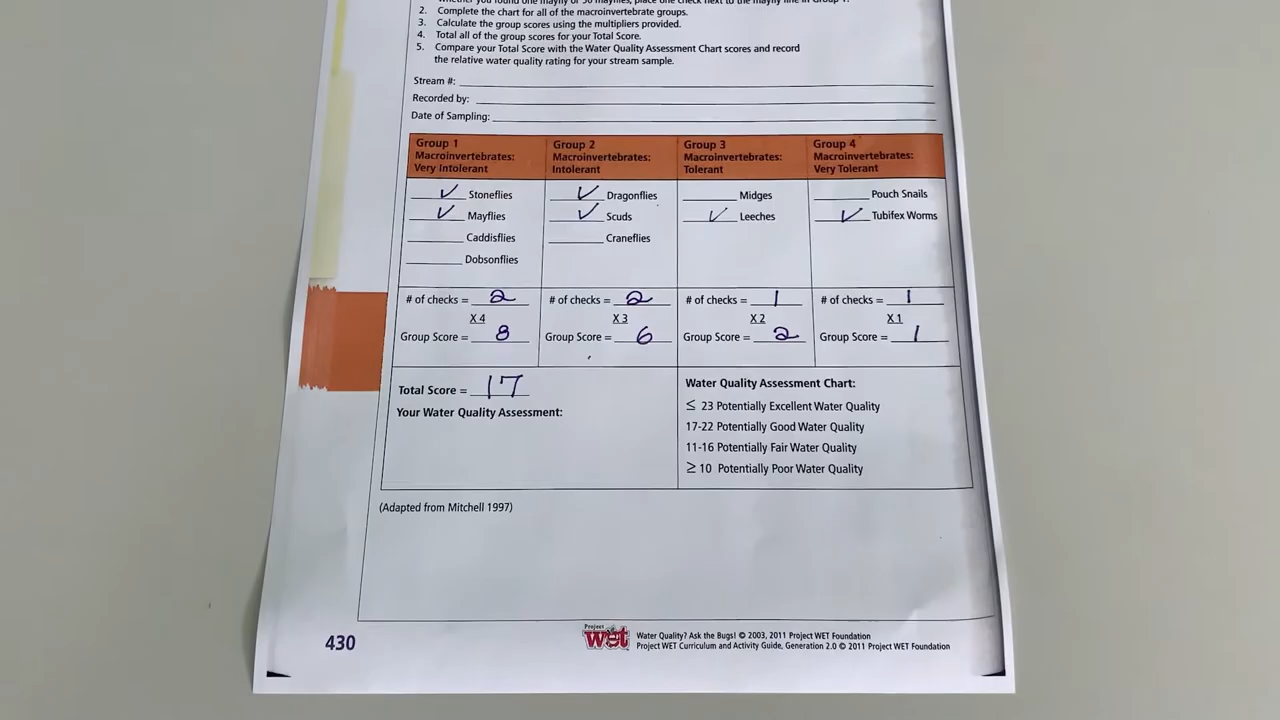 2. Complete the chart for all of the macroinvertebrate groups.
3. Calculate the group scores using the multipliers provided.
4. Total all of the group scores for your Total Score.
5. Compare your Total Score with the Water Quality Assessment Chart scores and record
the relative water quality rating for your stream sample.
Stream #:
Recorded by:
Date of Sampling:
Group 1
Macroinvertebrates:
Very Intolerant
Group 2
Macroinvertebrates:
Intolerant
Group 3
Macroinvertebrates:
Tolerant
Group 4
Macroinvertebrates:
Very Tolerant
✓ Stoneflies
✓ Mayflies
Caddisflies
Dobsonflies
✓ Dragonflies
✓ Scuds
Craneflies
Midges
✓ Leeches
Pouch Snails
✓ Tubifex Worms
# of checks = 2
X 4
Group Score = 8
# of checks = 2
X 3
Group Score = 6
# of checks = 1
X 2
Group Score = 2
# of checks = 1
X 1
Group Score = 1
Total Score = 17
Your Water Quality Assessment:
Water Quality Assessment Chart:
≤ 23 Potentially Excellent Water Quality
17-22 Potentially Good Water Quality
11-16 Potentially Fair Water Quality
≥ 10 Potentially Poor Water Quality
(Adapted from Mitchell 1997)
430
Project
WET
Water Quality? Ask the Bugs! © 2003, 2011 Project WET Foundation
Project WET Curriculum and Activity Guide, Generation 2.0 © 2011 Project WET Foundation